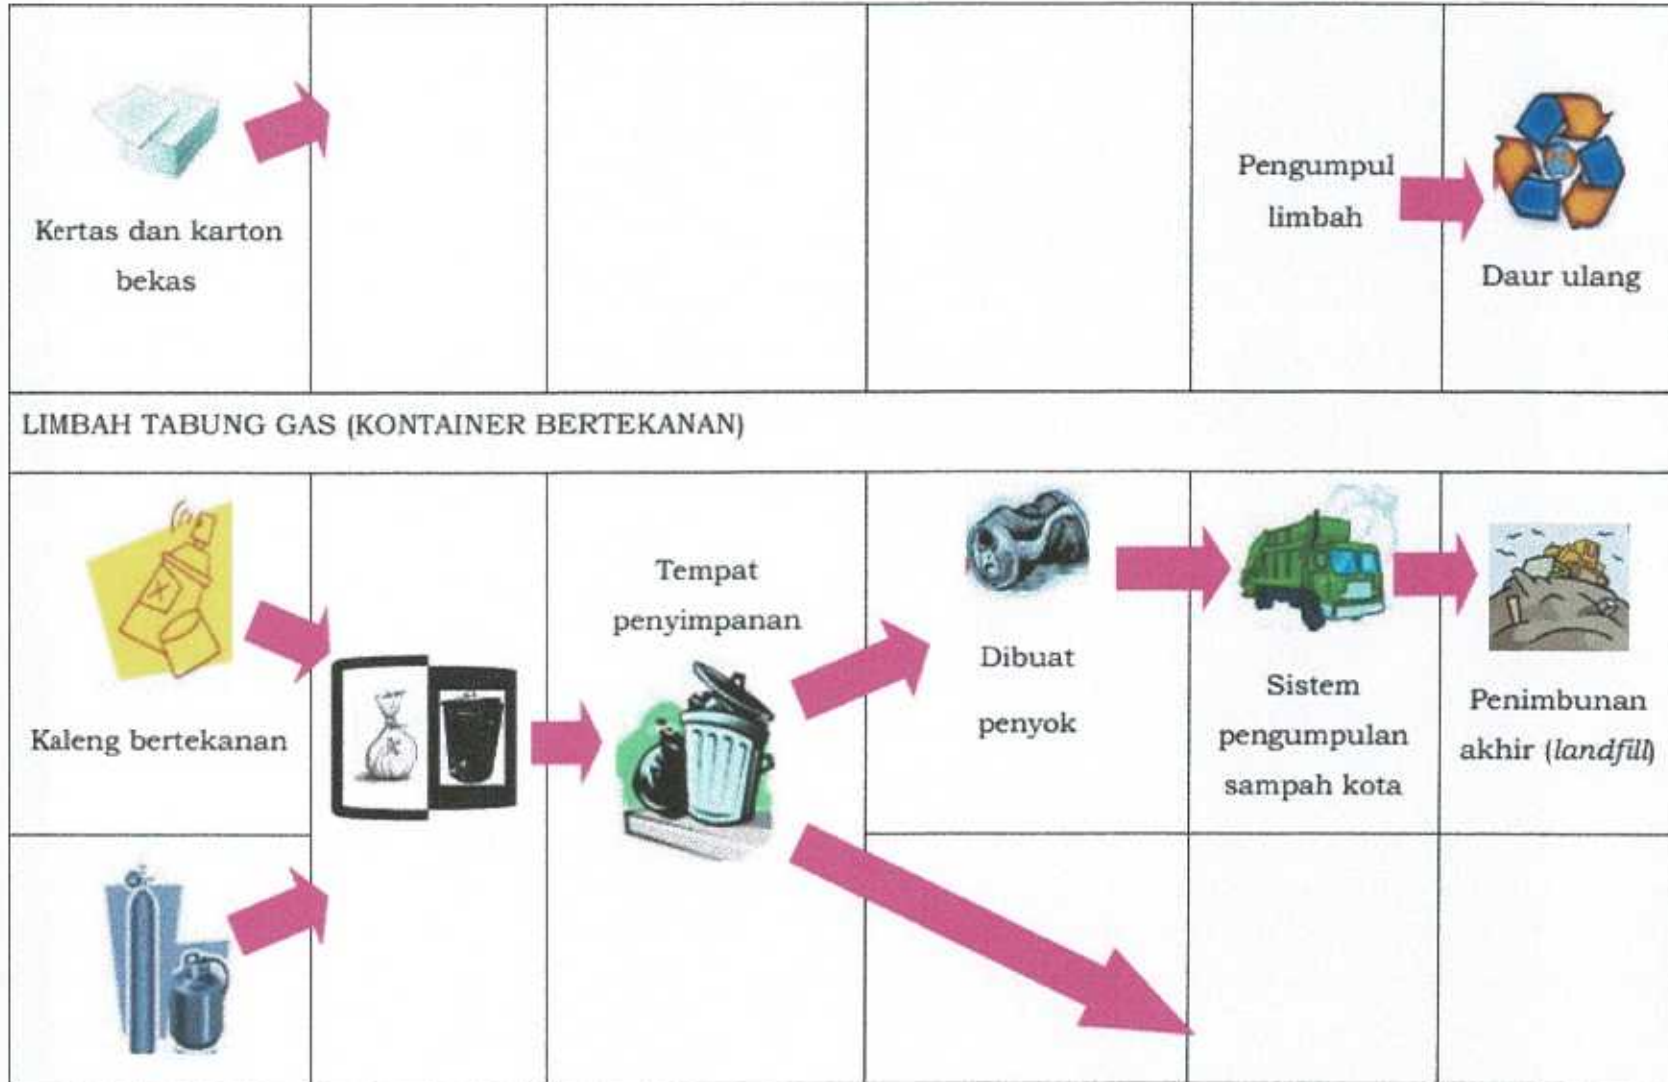 Kertas dan karton
bekas
Pengumpul
limbah
Daur ulang
LIMBAH TABUNG GAS (KONTAINER BERTEKANAN)
Kaleng bertekanan
Tempat
penyimpanan
Dibuat
penyok
Sistem
pengumpulan
sampah kota
Penimbunan
akhir (landfill)